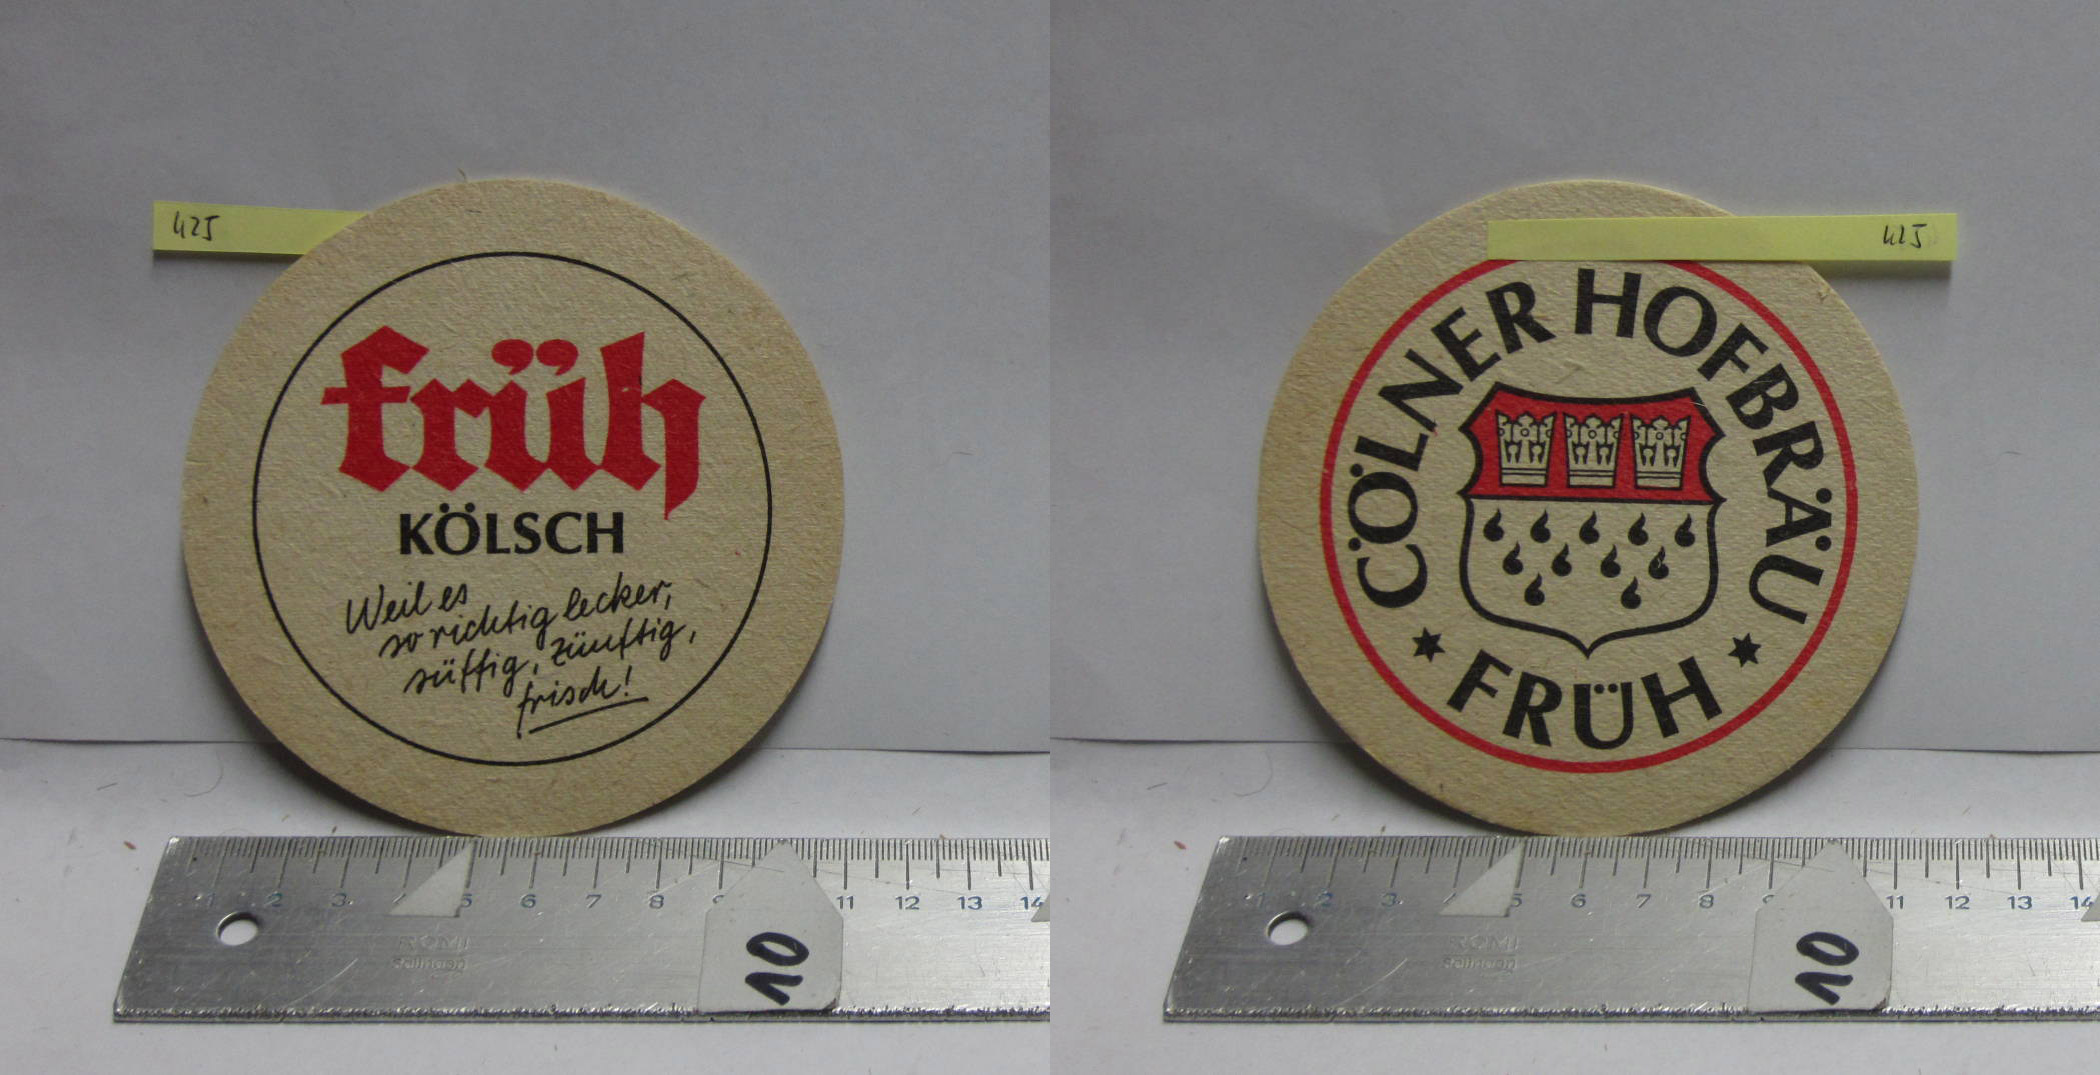 425
früh
KÖLSCH
Weil es
so richtig lecker,
süffig, zünftig,
frisch!
1 2 3 4 5 6 7 8 9 11 12 13 14
ROMI
10
425
CÖLNER HOFBRÄU
★ FRÜH ★
1 2 3 4 5 6 7 8 9 11 12 13 14
ROMI
10